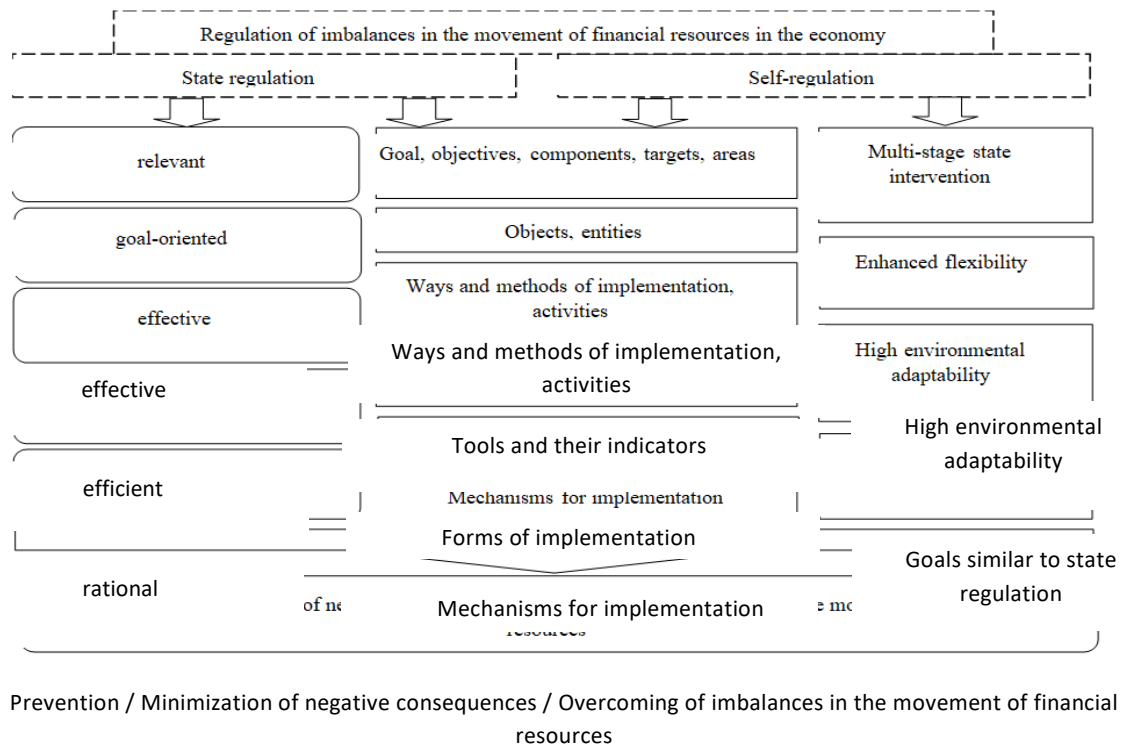 Regulation of imbalances in the movement of financial resources in the economy
State regulation
Self-regulation
relevant
goal-oriented
effective
effective
efficient
rational
Goal, objectives, components, targets, areas
Objects, entities
Ways and methods of implementation,
activities
Ways and methods of implementation,
activities
Tools and their indicators
Mechanisms for implementation
Forms of implementation
Mechanisms for implementation
Multi-stage state
intervention
Enhanced flexibility
High environmental
adaptability
High environmental
adaptability
Goals similar to state
regulation
of
resources
Prevention / Minimization of negative consequences / Overcoming of imbalances in the movement of financial
resources